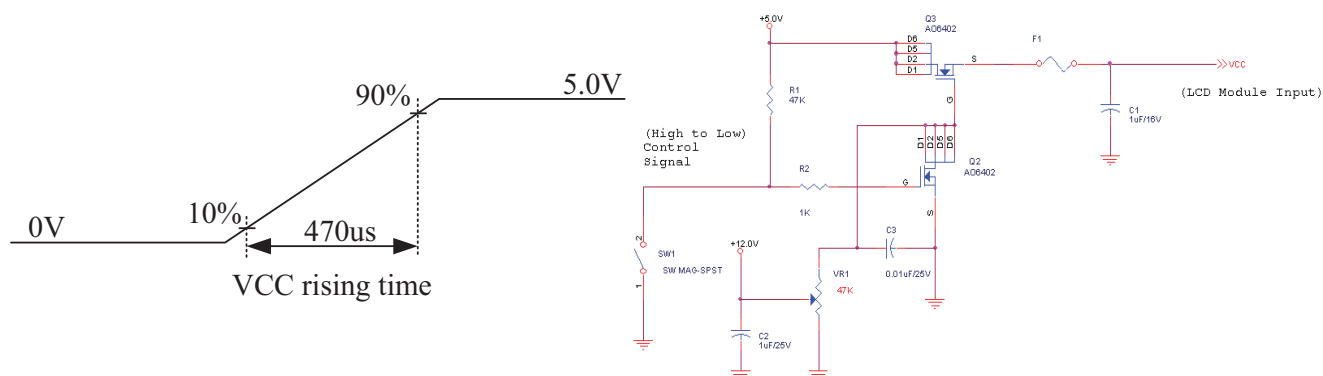 90%
5.0V
10%
0V
470us
VCC rising time
+5.0V
Q3
AO6402
D6
D5
D2
D1
S
G
F1
VCC
(LCD Module Input)
C1
1uF/16V
R1
47K
(High to Low)
Control
Signal
D1
D2
D5
D6
Q2
AO6402
R2
1K
G
S
2
SW1
SW MAG-SPST
1
+12.0V
C3
0.01uF/25V
VR1
47K
C2
1uF/25V